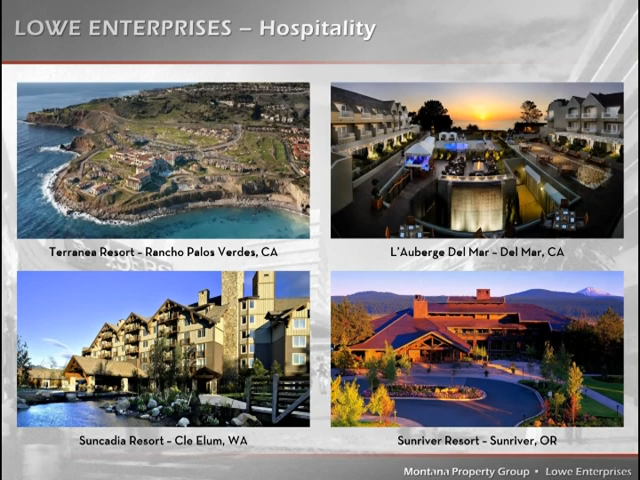 LOWE ENTERPRISES – Hospitality
Terranea Resort – Rancho Palos Verdes, CA
L'Auberge Del Mar – Del Mar, CA
Suncadia Resort – Cle Elum, WA
Sunriver Resort – Sunriver, OR
Montana Property Group • Lowe Enterprises